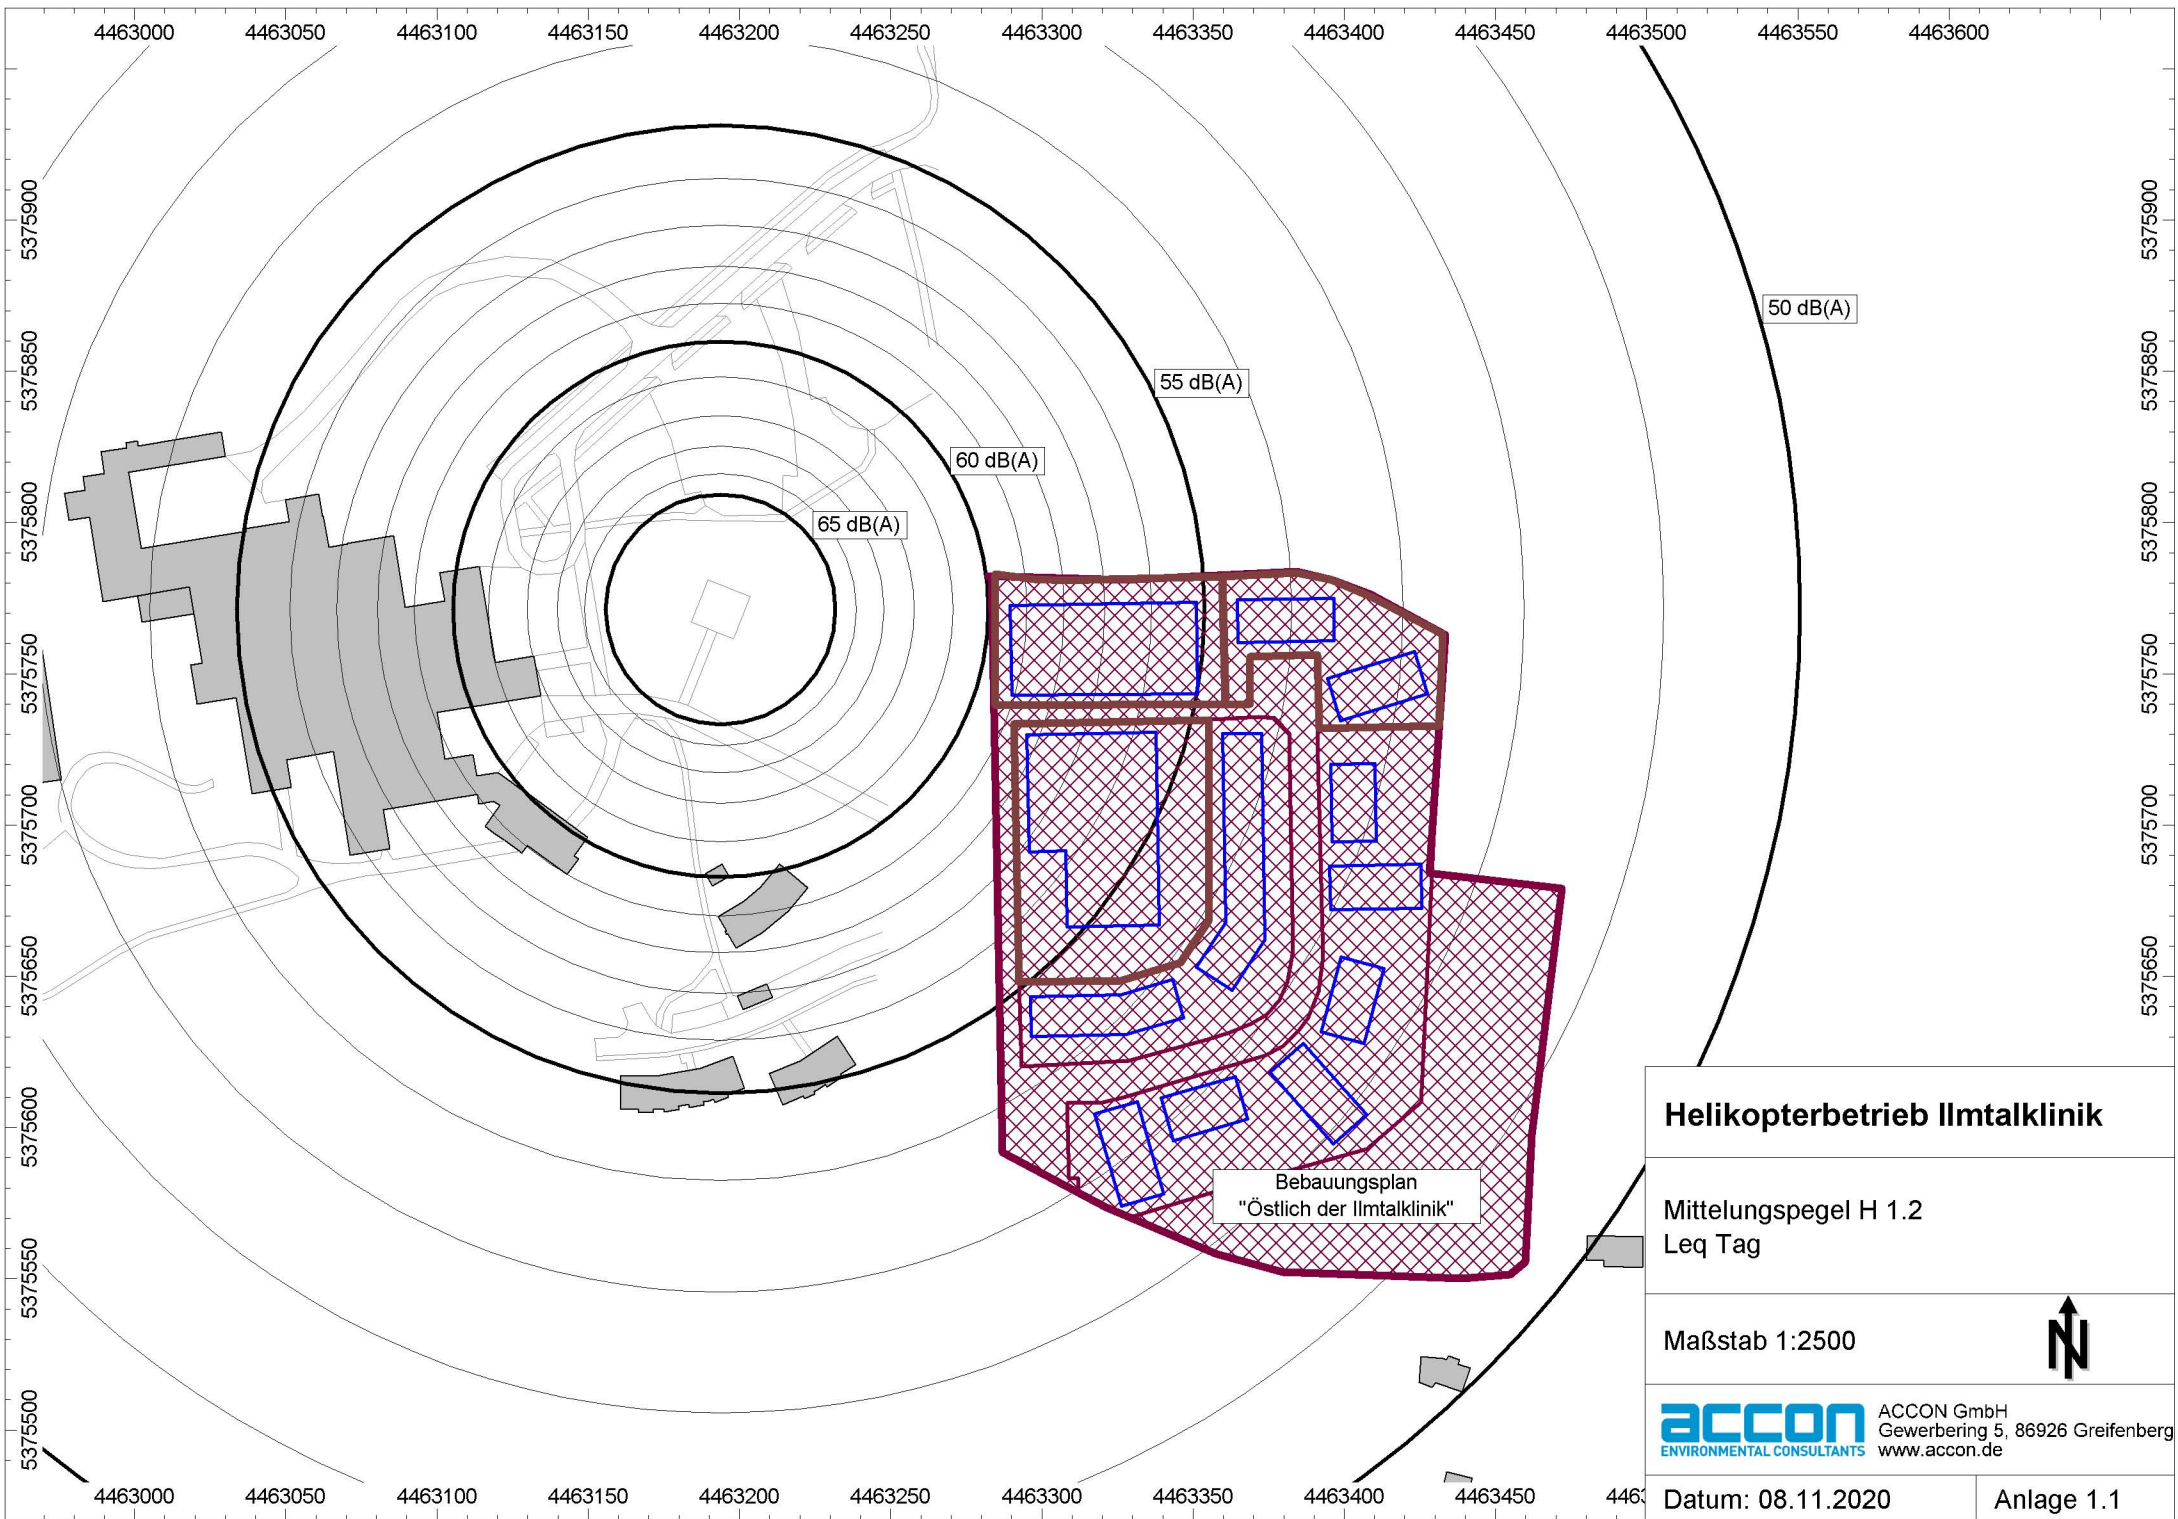 4463000 4463050 4463100 4463150 4463200 4463250 4463300 4463350 4463400 4463450 4463500 4463550 4463600
5375900
5375850
5375800
5375750
5375700
5375650
5375600
5375550
5375500
5375900
5375850
5375800
5375750
5375700
5375650
50 dB(A)
55 dB(A)
60 dB(A)
65 dB(A)
Bebauungsplan
"Östlich der Ilmtalklinik"
Helikopterbetrieb Ilmtalklinik
Mittelungspegel H 1.2
Leq Tag
Maßstab 1:2500
N
accon
ENVIRONMENTAL CONSULTANTS
ACCON GmbH
Gewerbering 5, 86926 Greifenberg
www.accon.de
Datum: 08.11.2020
Anlage 1.1
4463000 4463050 4463100 4463150 4463200 4463250 4463300 4463350 4463400 4463450